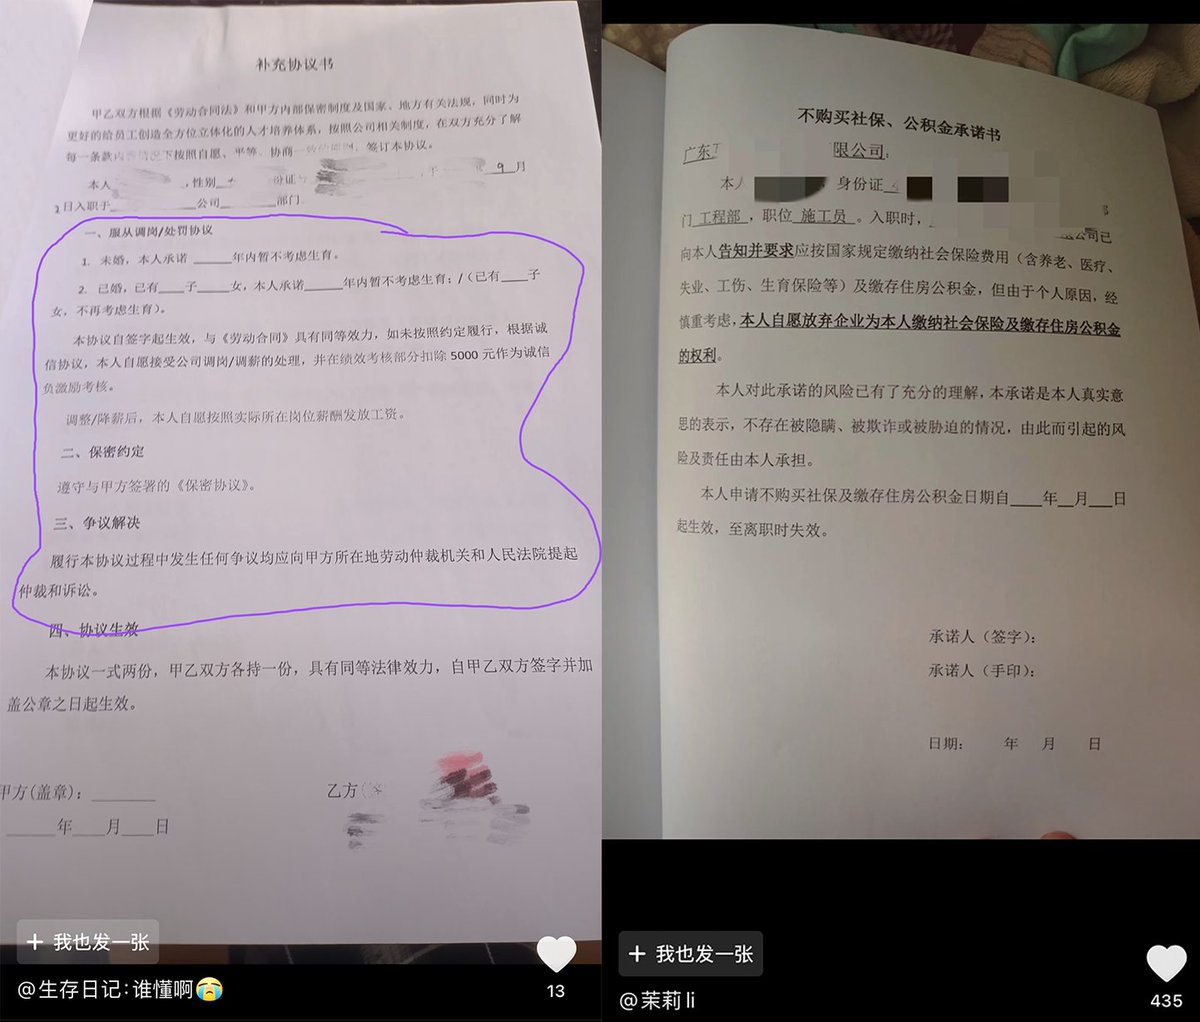 补充协议书
甲乙双方根据《劳动合同法》和甲方内部保密制度及国家、地方有关法规，同时为
更好的给员工创造全方位立体化的人才培养体系，按照公司相关制度，在双方充分了解
每一条款内容情况下按照自愿、平等、协商一致的原则，签订本协议。
本人，性别 份证 于 9月
2日入职于________公司______部门
一、服从调岗/处罚协议
1. 未婚，本人承诺 _____年内暂不考虑生育。
2. 已婚，已有___子____女，本人承诺_____年内暂不考虑生育；/（已有___子
女，不再考虑生育）。
本协议自签字起生效，与《劳动合同》具有同等效力，如未按照约定履行，根据诚
信协议，本人自愿接受公司调岗/调薪的处理，并在绩效考核部分扣除 5000 元作为诚信
负激励考核。
调整/降薪后，本人自愿按照实际所在岗位薪酬发放工资。
二、保密约定
遵守与甲方签署的《保密协议》。
三、争议解决
履行本协议过程中发生任何争议均应向甲方所在地劳动仲裁机关和人民法院提起
仲裁和诉讼。
四、协议生效
本协议一式两份，甲乙双方各持一份，具有同等法律效力，自甲乙双方签字并加
盖公章之日起生效。
甲方(盖章)：_______
_____年____月___日
乙方
+ 我也发一张
@生存日记:谁懂啊😭
13
不购买社保、公积金承诺书
广东 限公司：
本人 ，身份证
门 工程部 ，职位 施工员 。入职时， 公司已
向本人告知并要求应按国家规定缴纳社会保险费用（含养老、医疗、
失业、工伤、生育保险等）及缴存住房公积金，但由于个人原因，经
慎重考虑，本人自愿放弃企业为本人缴纳社会保险及缴存住房公积金
的权利。
本人对此承诺的风险已有了充分的理解，本承诺是本人真实意
思的表示，不存在被隐瞒、被欺诈或被胁迫的情况，由此而引起的风
险及责任由本人承担。
本人申请不购买社保及缴存住房公积金日期自____年__月___日
起生效，至离职时失效。
承诺人（签字）：
承诺人（手印）：
日期： 年 月 日
+ 我也发一张
@茉莉li
435